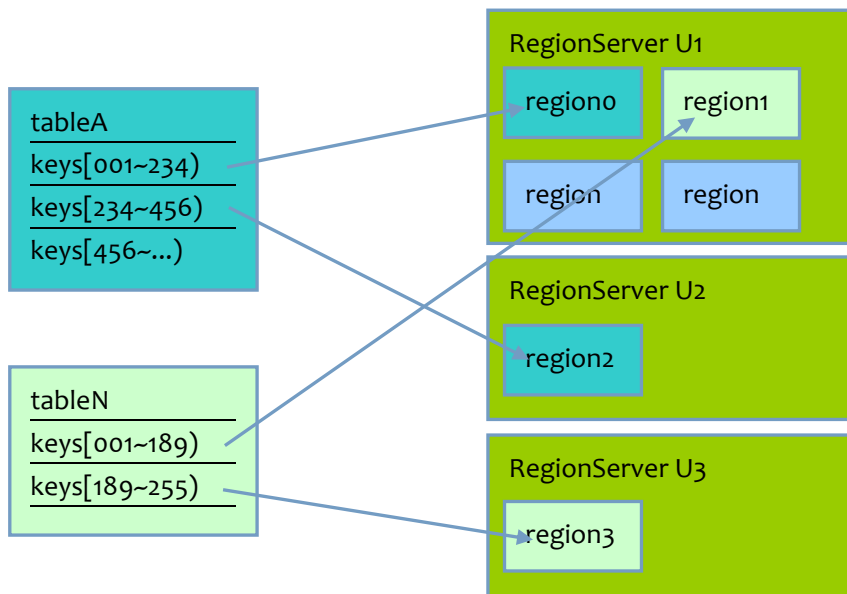 tableA
keys[001~234)
keys[234~456)
keys[456~...)
tableN
keys[001~189)
keys[189~255)
RegionServer U1
region0
region1
region
region
RegionServer U2
region2
RegionServer U3
region3